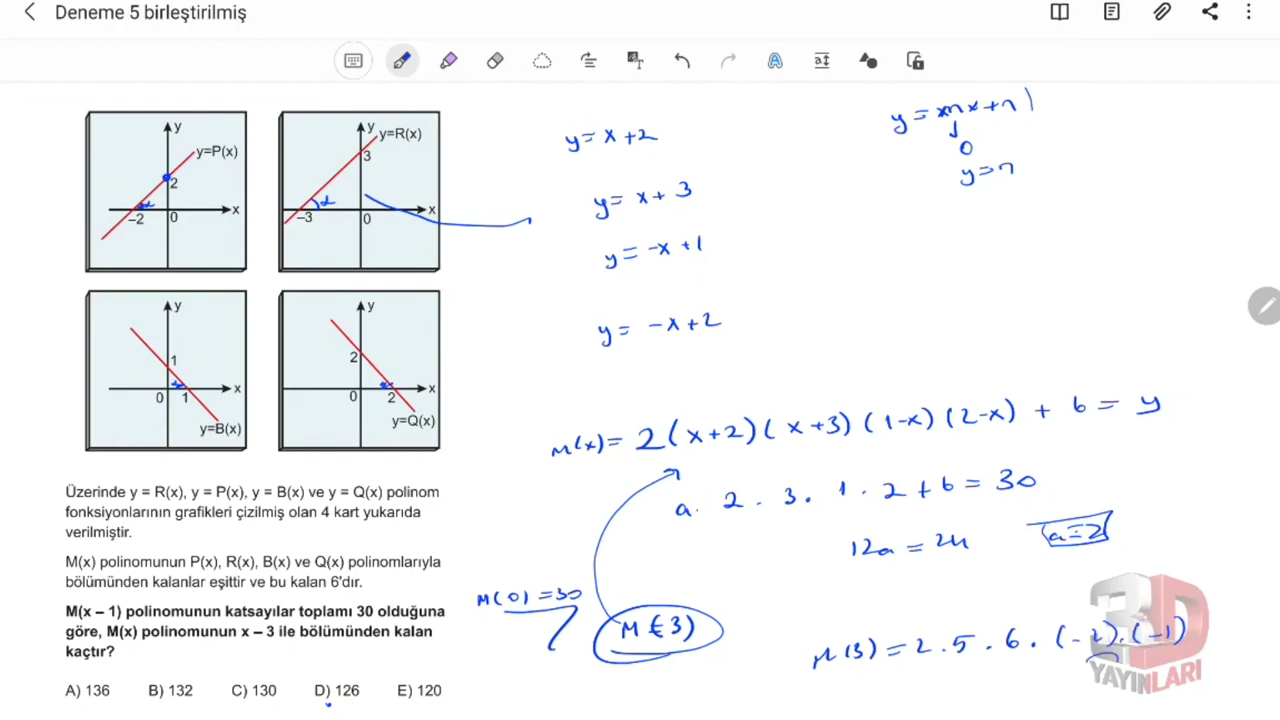 Deneme 5 birleştirilmiş
y
y=P(x)
2
-2
0
x
y
y=R(x)
3
-3
0
x
y
1
0
1
x
y=B(x)
y
2
0
2
x
y=Q(x)
y = x+2
y = x+3
y = -x+1
y = -x+2
y = mx+n
0
y=n
M(x) = 2(x+2)(x+3)(1-x)(2-x) + 6 = y
a. 2 . 3 . 1 . 2 + 6 = 30
12a = 24
a=2
M(0)=30
M(3)
M(3) = 2.5 . 6 . (-2).(-1)
Üzerinde y = R(x), y = P(x), y = B(x) ve y = Q(x) polinom
fonksiyonlarının grafikleri çizilmiş olan 4 kart yukarıda
verilmiştir.
M(x) polinomunun P(x), R(x), B(x) ve Q(x) polinomlarıyla
bölümünden kalanlar eşittir ve bu kalan 6'dır.
M(x – 1) polinomunun katsayılar toplamı 30 olduğuna
göre, M(x) polinomunun x – 3 ile bölümünden kalan
kaçtır?
A) 136 B) 132 C) 130 D) 126 E) 120
3D
YAYINLARI